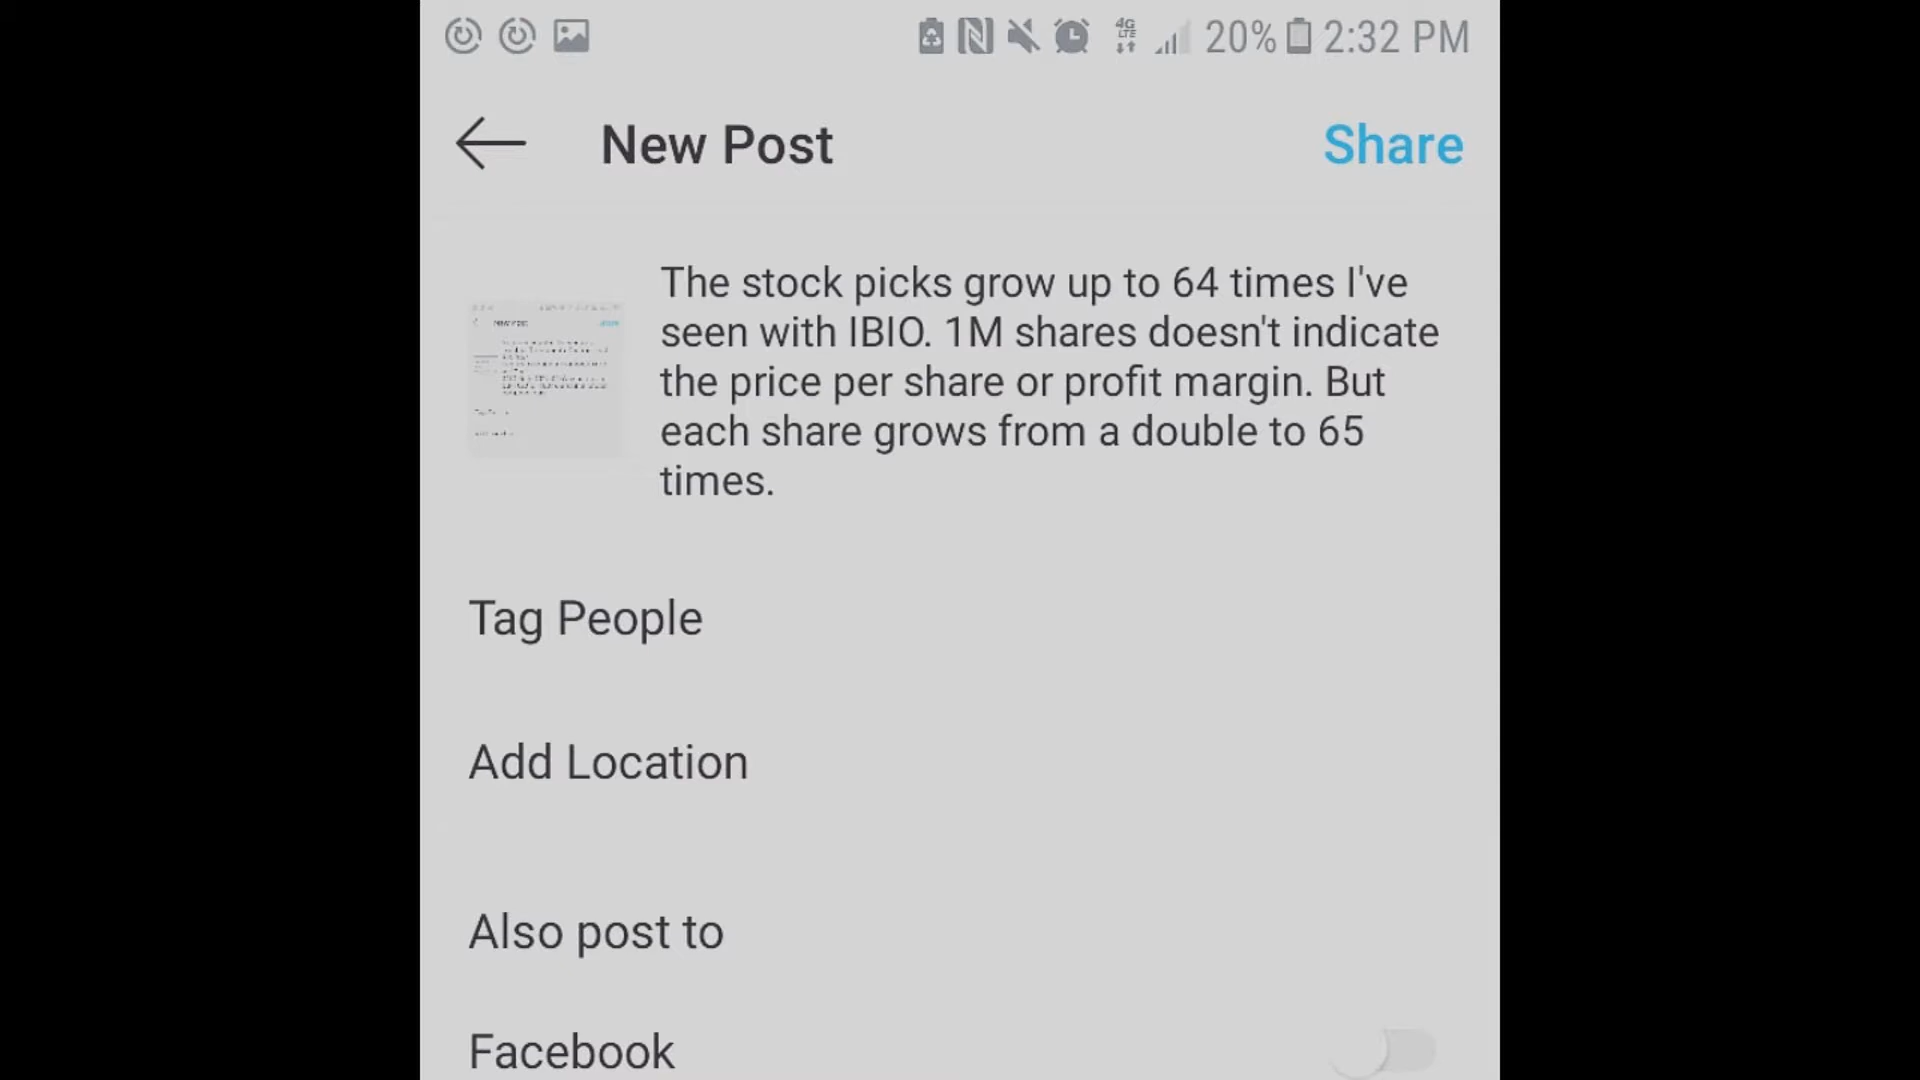 20% 2:32 PM
New Post Share
The stock picks grow up to 64 times I've
seen with IBIO. 1M shares doesn't indicate
the price per share or profit margin. But
each share grows from a double to 65
times.
Tag People
Add Location
Also post to
Facebook